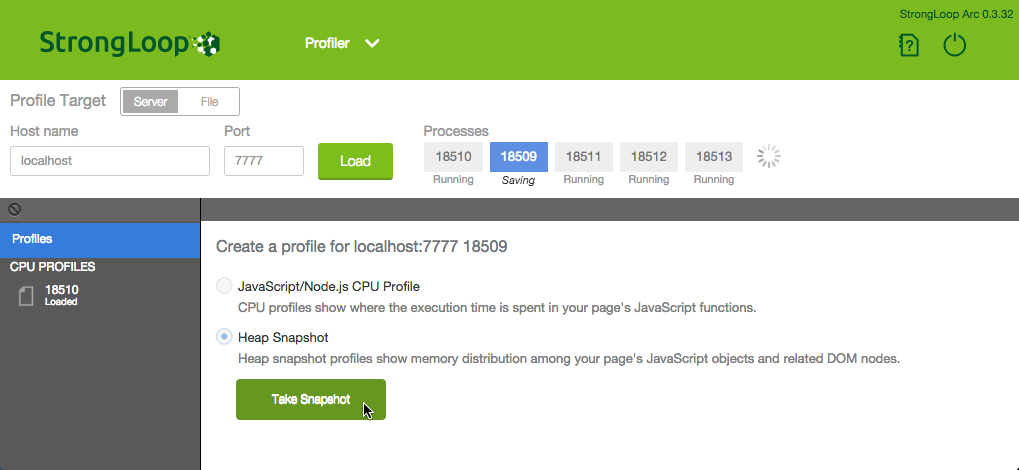 StrongLoop Arc 0.3.32
StrongLoop
Profiler
Profile Target Server File
Host name Port Processes
localhost 7777 Load 18510 18509 18511 18512 18513
Running Saving Running Running Running
Profiles
CPU PROFILES
18510
Loaded
Create a profile for localhost:7777 18509
JavaScript/Node.js CPU Profile
CPU profiles show where the execution time is spent in your page's JavaScript functions.
Heap Snapshot
Heap snapshot profiles show memory distribution among your page's JavaScript objects and related DOM nodes.
Take Snapshot